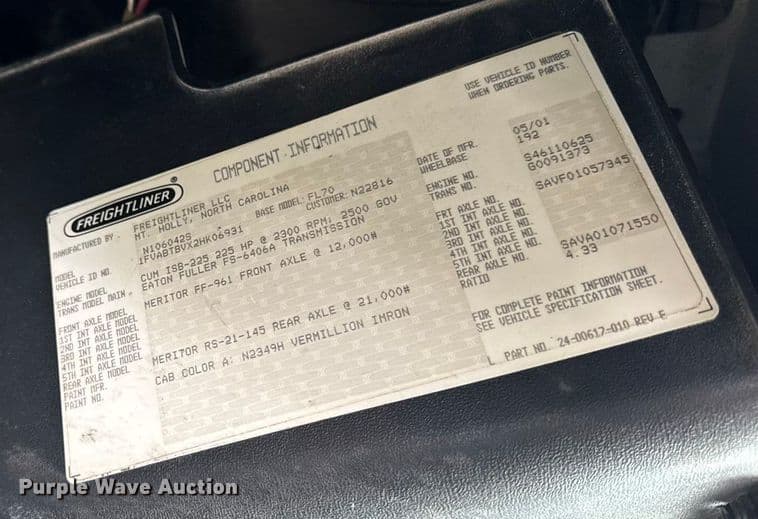 USE VEHICLE ID NUMBER
WHEN ORDERING PARTS.
COMPONENT INFORMATION
FREIGHTLINER ®
MANUFACTURED BY FREIGHTLINER LLC
MT. HOLLY, NORTH CAROLINA
DATE OF MFR. 05/01
WHEELBASE 192
MODEL N106042S BASE MODEL: FL70
VEHICLE ID NO. 1FVABTBVX2HK06931 CUSTOMER: N22816
ENGINE NO. S46110625
TRANS NO. G0091373
ENGINE MODEL CUM ISB-225 225 HP @ 2300 RPM; 2500 GOV
TRANS MODEL MAIN. EATON FULLER FS-6406A TRANSMISSION
FRT AXLE NO. SAVF01057345
1ST INT AXLE NO.
2ND INT AXLE NO.
3RD INT AXLE NO.
4TH INT AXLE NO.
5TH INT AXLE NO.
REAR AXLE NO. SAVA01071550
RATIO 4.33
FRONT AXLE MODEL MERITOR FF-961 FRONT AXLE @ 12,000#
1ST INT AXLE MODEL
2ND INT AXLE MODEL
3RD INT AXLE MODEL
4TH INT AXLE MODEL
5TH INT AXLE MODEL
REAR AXLE MODEL MERITOR RS-21-145 REAR AXLE @ 21,000#
PAINT MFR.
PAINT NO. CAB COLOR A: N2349H VERMILLION IMRON
FOR COMPLETE PAINT INFORMATION
SEE VEHICLE SPECIFICATION SHEET.
PART NO. 24-00617-010 REV E
Purple Wave Auction